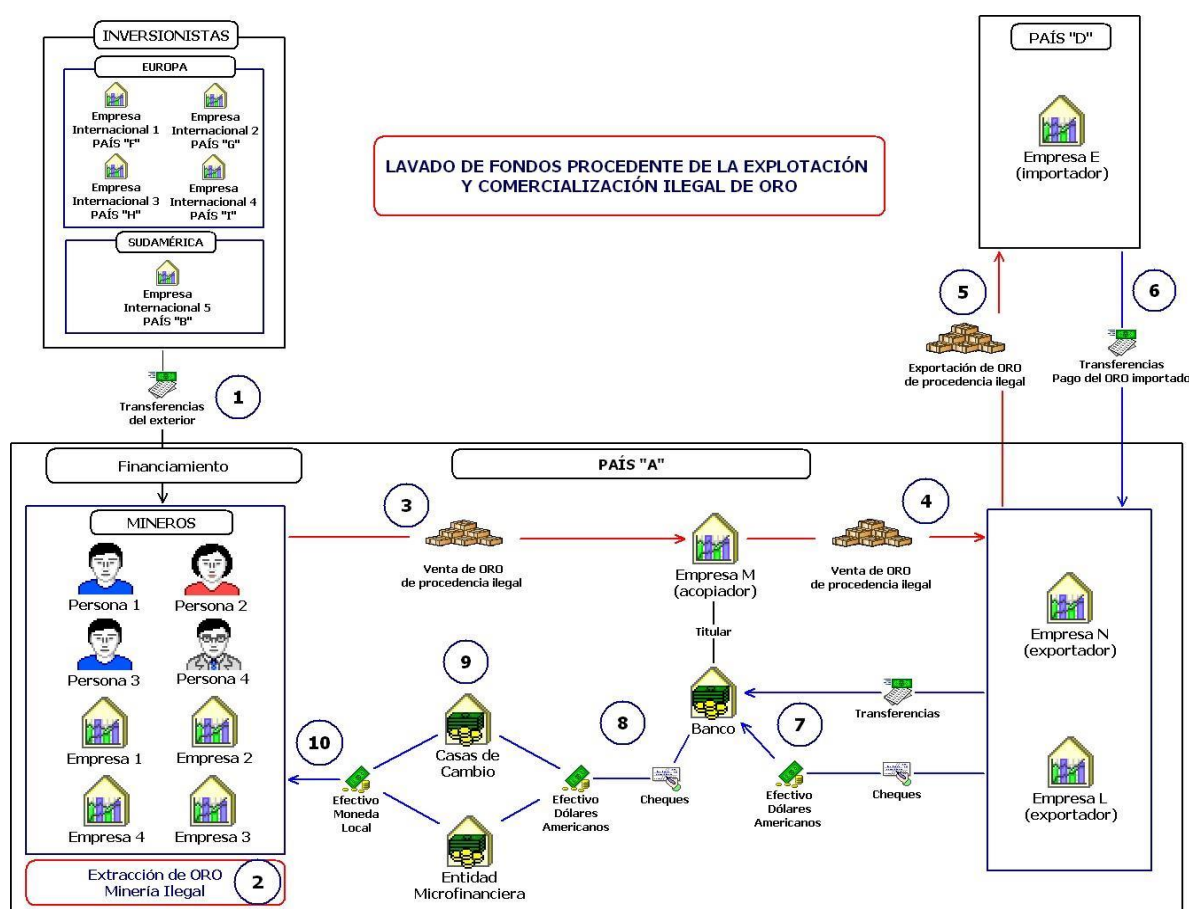 INVERSIONISTAS
EUROPA
Empresa
Internacional 1
PAÍS "F"
Empresa
Internacional 2
PAÍS "G"
Empresa
Internacional 3
PAÍS "H"
Empresa
Internacional 4
PAÍS "I"
SUDAMÉRICA
Empresa
Internacional 5
PAÍS "B"
LAVADO DE FONDOS PROCEDENTE DE LA EXPLOTACIÓN
Y COMERCIALIZACIÓN ILEGAL DE ORO
PAÍS "D"
Empresa E
(importador)
1
Transferencias
del exterior
5
Exportación de ORO
de procedencia ilegal
6
Transferencias
Pago del ORO importado
Financiamiento
PAÍS "A"
MINEROS
Persona 1
Persona 2
Persona 3
Persona 4
Empresa 1
Empresa 2
Empresa 4
Empresa 3
Extracción de ORO
Minería Ilegal
2
3
Venta de ORO
de procedencia ilegal
Empresa M
(acopiador)
4
Venta de ORO
de procedencia ilegal
Titular
Empresa N
(exportador)
Empresa L
(exportador)
Banco
Transferencias
7
Cheques
Efectivo
Dólares
Americanos
8
Cheques
Efectivo
Dólares
Americanos
9
Casas de
Cambio
Entidad
Microfinanciera
10
Efectivo
Moneda
Local